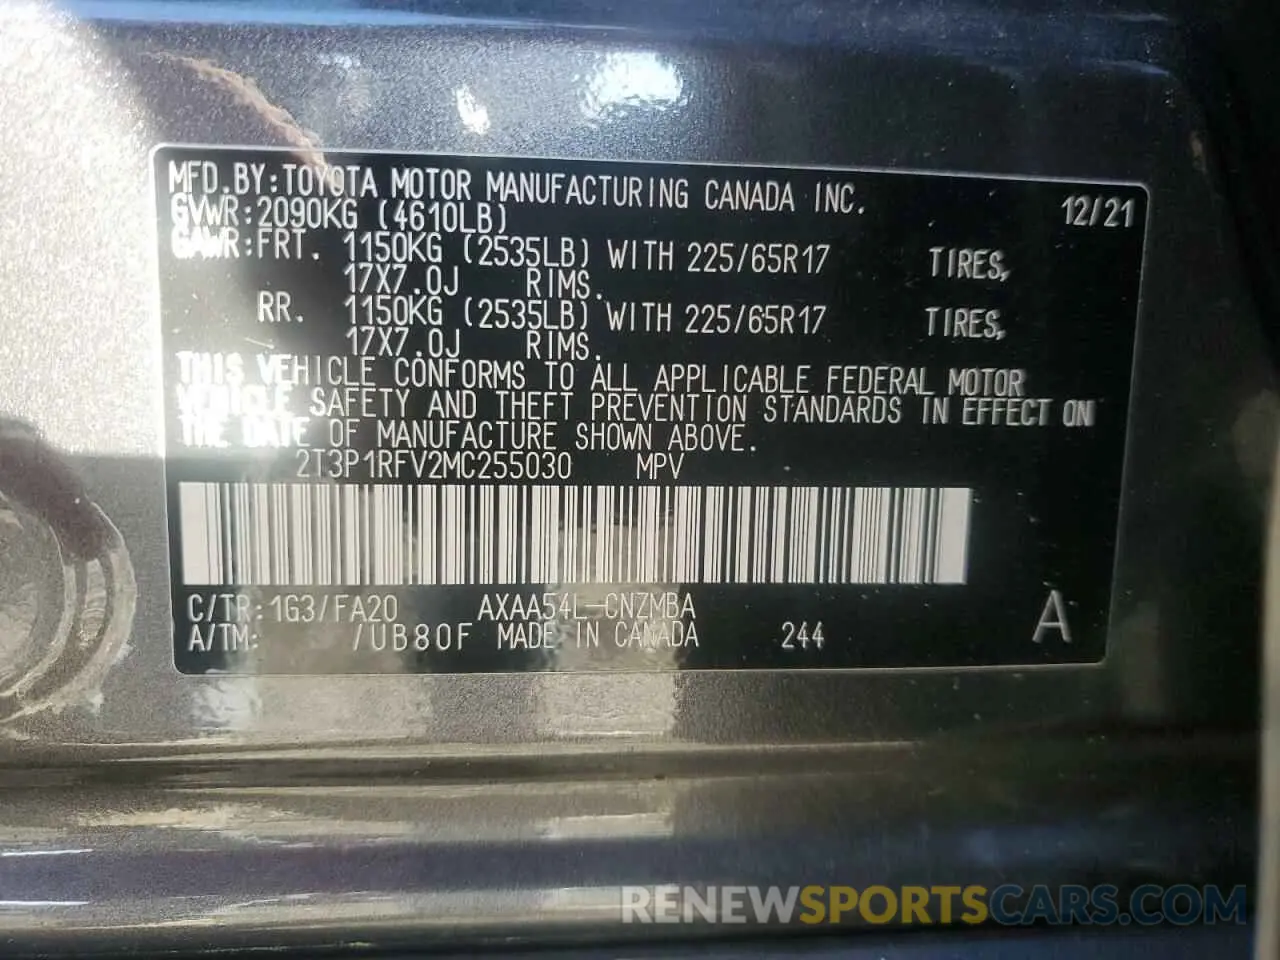 MFD.BY:TOYOTA MOTOR MANUFACTURING CANADA INC. 12/21
GVWR:2090KG (4610LB)
GAWR:FRT. 1150KG (2535LB) WITH 225/65R17 TIRES,
17X7.0J RIMS.
RR. 1150KG (2535LB) WITH 225/65R17 TIRES,
17X7.0J RIMS.
THIS VEHICLE CONFORMS TO ALL APPLICABLE FEDERAL MOTOR
VEHICLE SAFETY AND THEFT PREVENTION STANDARDS IN EFFECT ON
THE DATE OF MANUFACTURE SHOWN ABOVE.
2T3P1RFV2MC255030 MPV
C/TR:1G3/FA20 AXAA54L-CNZMBA
A/TM: /UB80F MADE IN CANADA 244 A
RENEWSPORTSCARS.COM